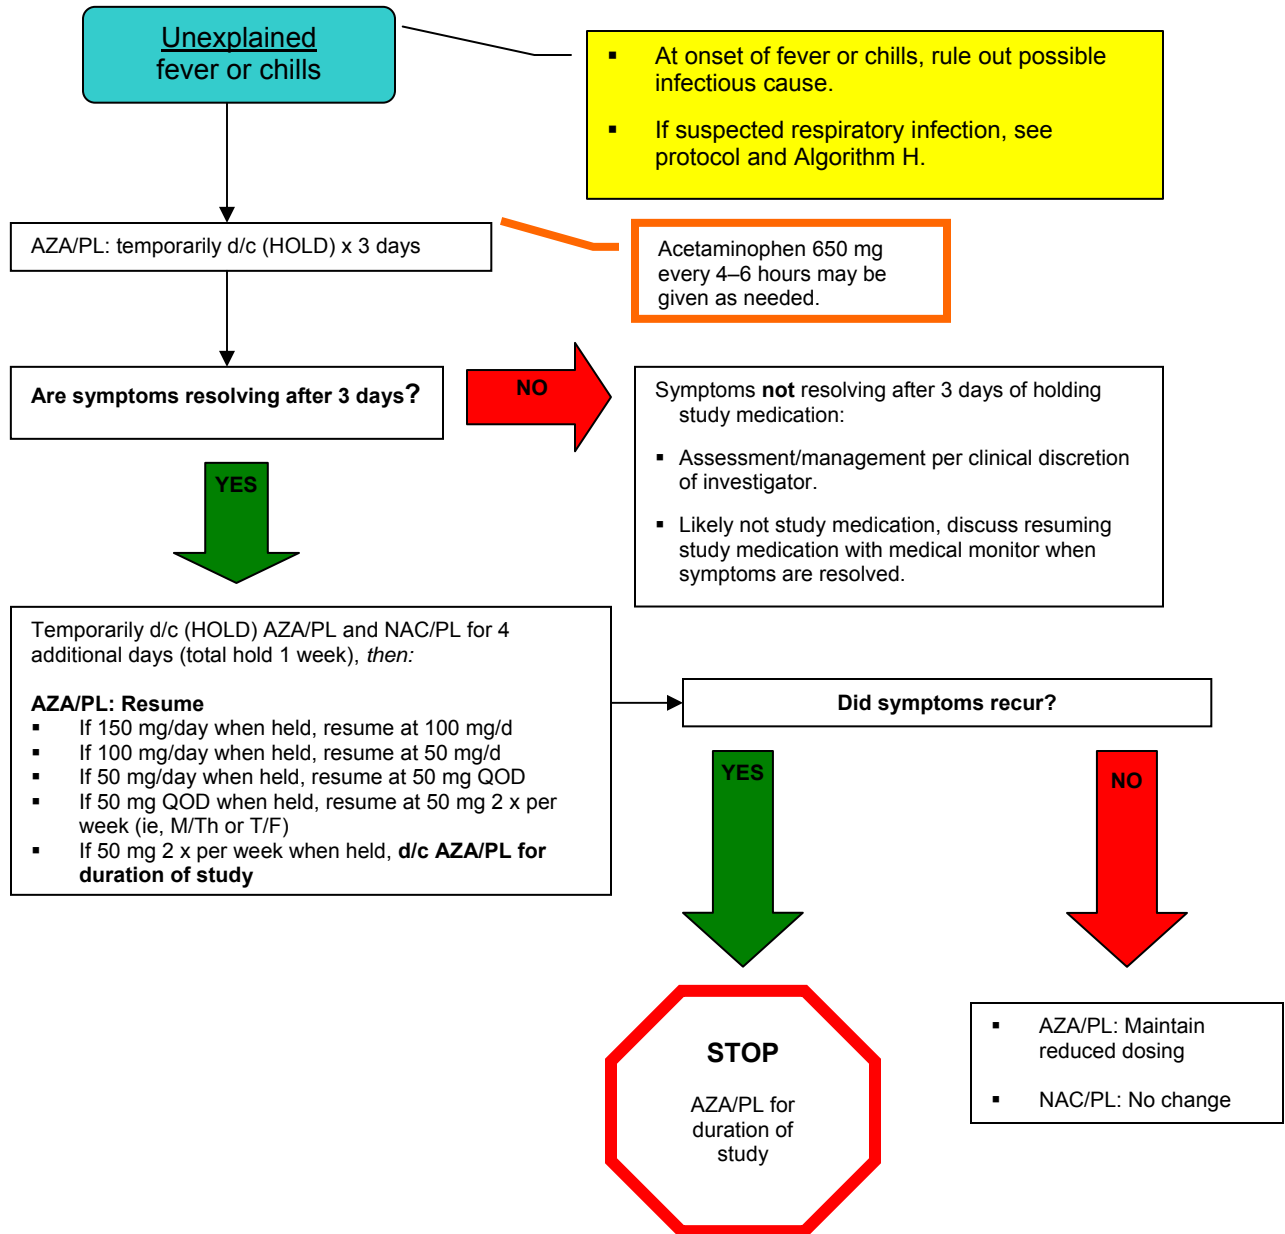 Unexplained
fever or chills
▪ At onset of fever or chills, rule out possible
infectious cause.
▪ If suspected respiratory infection, see
protocol and Algorithm H.
AZA/PL: temporarily d/c (HOLD) x 3 days
Acetaminophen 650 mg
every 4–6 hours may be
given as needed.
Are symptoms resolving after 3 days?
NO
Symptoms not resolving after 3 days of holding
study medication:
▪ Assessment/management per clinical discretion
of investigator.
▪ Likely not study medication, discuss resuming
study medication with medical monitor when
symptoms are resolved.
YES
Temporarily d/c (HOLD) AZA/PL and NAC/PL for 4
additional days (total hold 1 week), then:
AZA/PL: Resume
▪ If 150 mg/day when held, resume at 100 mg/d
▪ If 100 mg/day when held, resume at 50 mg/d
▪ If 50 mg/day when held, resume at 50 mg QOD
▪ If 50 mg QOD when held, resume at 50 mg 2 x per
week (ie, M/Th or T/F)
▪ If 50 mg 2 x per week when held, d/c AZA/PL for
duration of study
Did symptoms recur?
YES
NO
STOP
AZA/PL for
duration of
study
▪ AZA/PL: Maintain
reduced dosing
▪ NAC/PL: No change